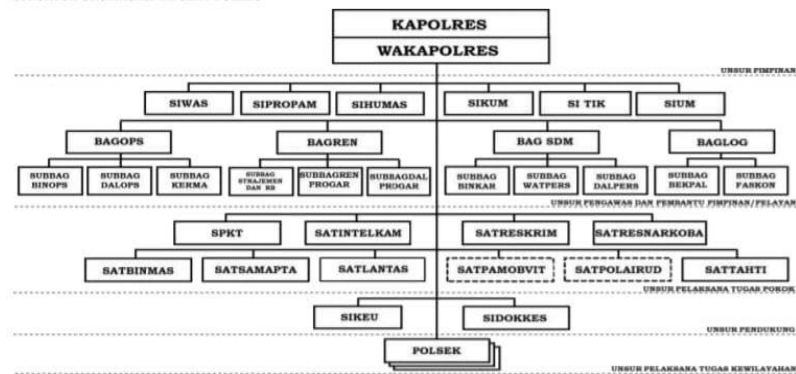 KAPOLRES
WAKAPOLRES
UNSUR PIMPINAN
SIWAS SIPROPAM SIHUMAS SIKUM SI TIK SIUM
BAGOPS BAGREN BAG SDM BAGLOG
SUBBAG BINOPS
SUBBAG DALOPS
SUBBAG KERMA
SUBBAG STRAJEMEN DAN RB
SUBBAGREN PROGAR
SUBBAGDAL PROGAR
SUBBAG BINKAR
SUBBAG WATPERS
SUBBAG DALPERS
SUBBAG BEKPAL
SUBBAG FASKON
UNSUR PENGAWAS DAN PEMBANTU PIMPINAN/PELAYAN
SPKT SATINTELKAM SATRESKRIM SATRESNARKOBA
SATBINMAS SATSAMAPTA SATLANTAS SATPAMOBVIT SATPOLAIRUD SATTAHTI
UNSUR PELAKSANA TUGAS POKOK
SIKEU SIDOKKES
UNSUR PENDUKUNG
POLSEK
UNSUR PELAKSANA TUGAS KEWILAYAHAN